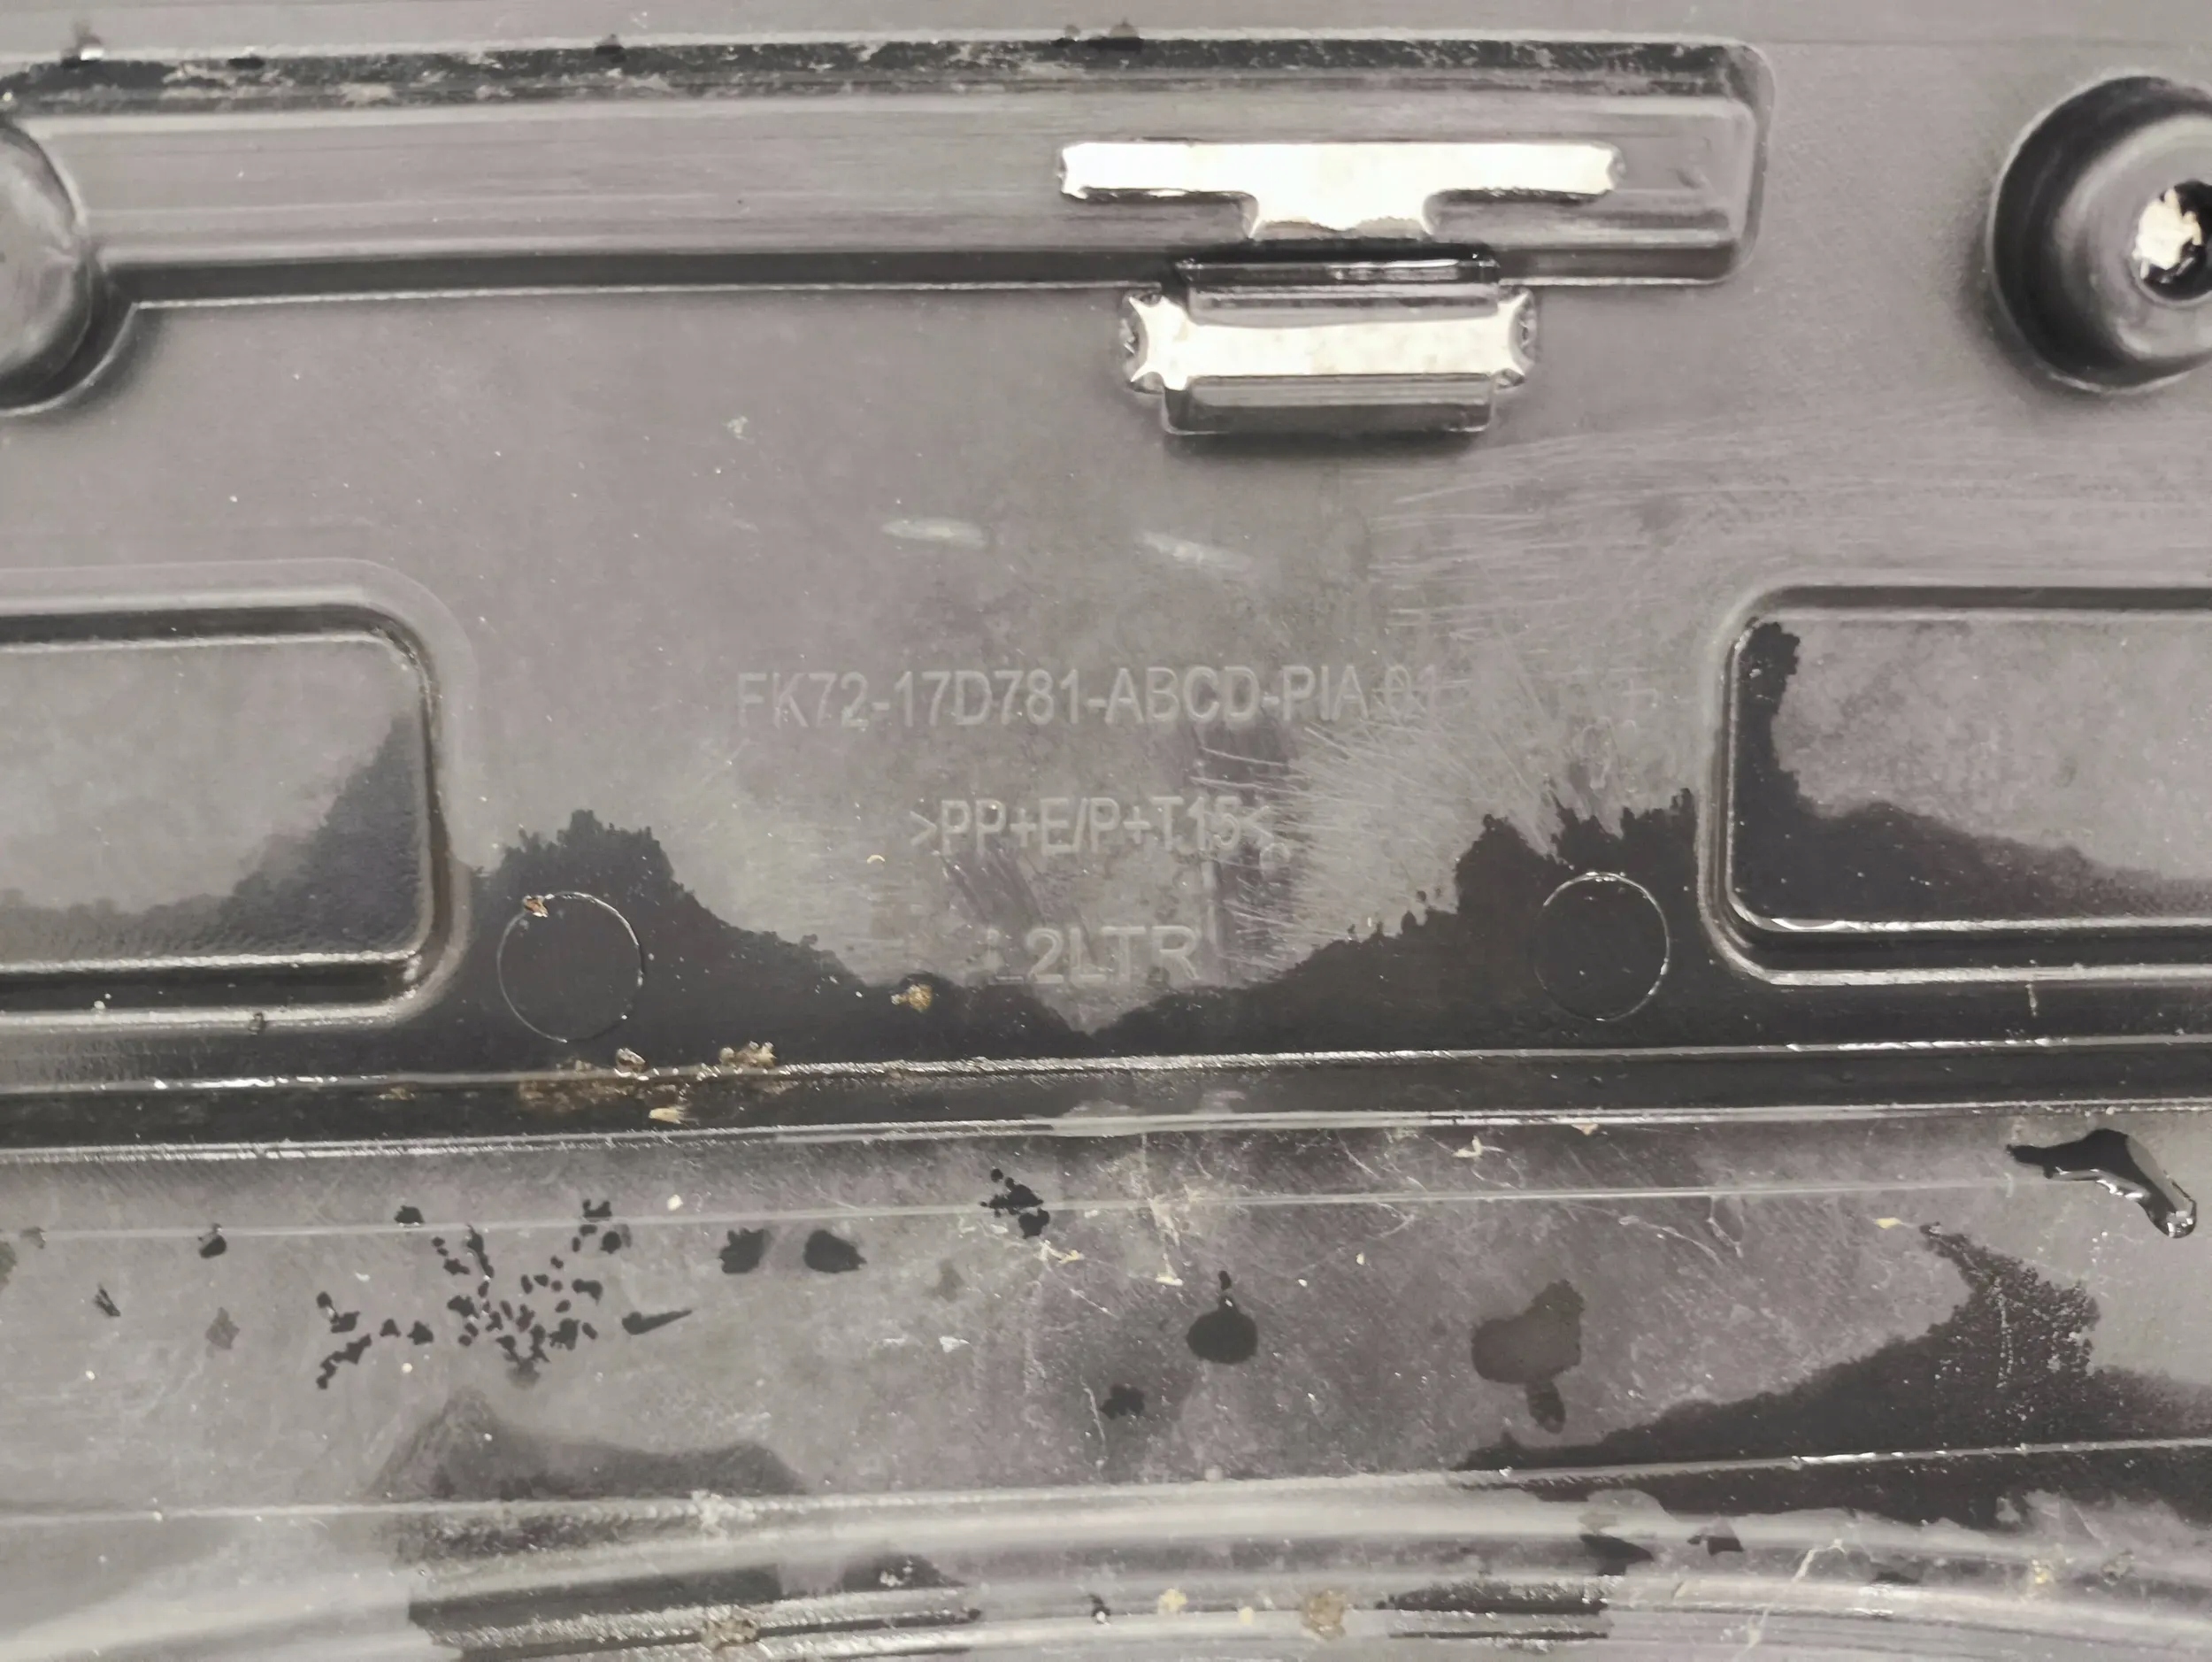 FK72-17D781-ABCD-PIA.01
>PP+E/P+T15<
2LTR